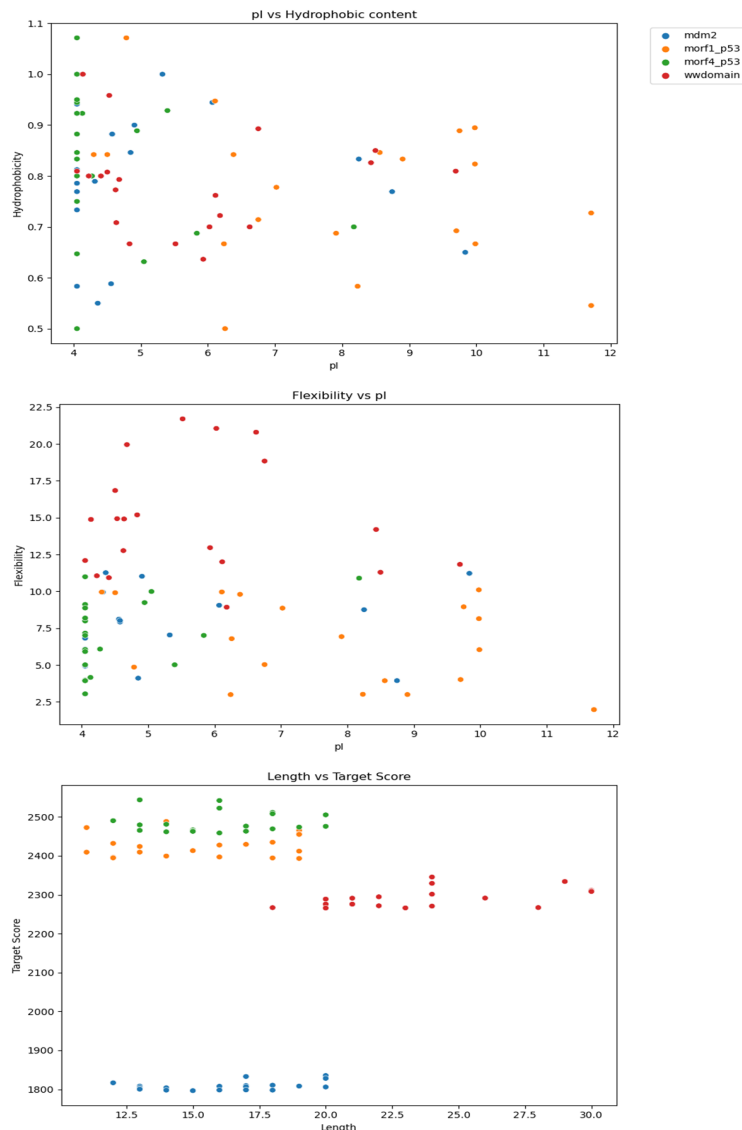 pI vs Hydrophobic content
1.1
1.0
0.9
0.8
0.7
0.6
0.5
Hydrophobicity
4 5 6 7 8 9 10 11 12
pI
mdm2
morf1_p53
morf4_p53
wwdomain
Flexibility vs pI
22.5
20.0
17.5
15.0
12.5
10.0
7.5
5.0
2.5
Flexibility
4 5 6 7 8 9 10 11 12
pI
Length vs Target Score
2500
2400
2300
2200
2100
2000
1900
1800
Target Score
12.5 15.0 17.5 20.0 22.5 25.0 27.5 30.0
Length